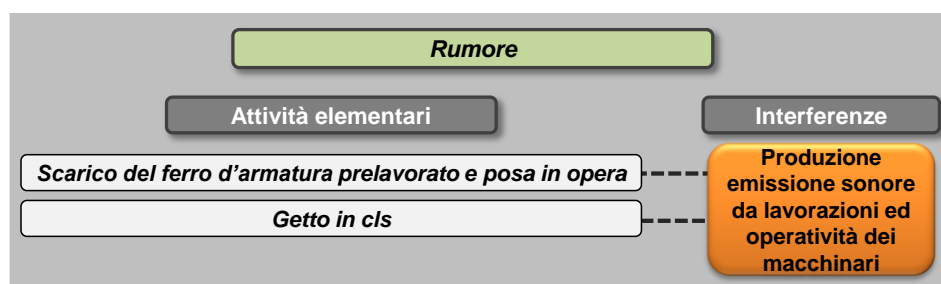 Rumore
Attività elementari
Interferenze
Scarico del ferro d'armatura prelavorato e posa in opera
Getto in cls
Produzione
emissione sonore
da lavorazioni ed
operatività dei
macchinari